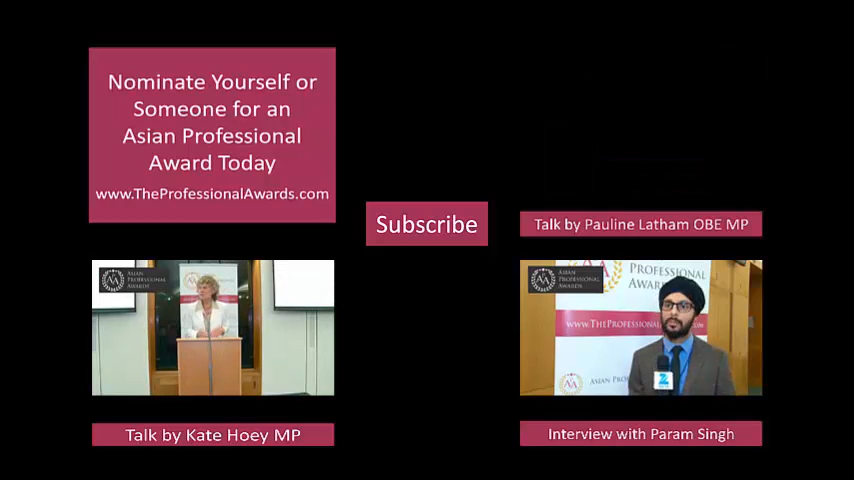 Nominate Yourself or
Someone for an
Asian Professional
Award Today
www.TheProfessionalAwards.com
Subscribe
Talk by Pauline Latham OBE MP
ASIAN
PROFESSIONAL
AWARDS
Talk by Kate Hoey MP
ASIAN
PROFESSIONAL
AWARDS
PROFESSIONAL
www.TheProfessional
.com
Interview with Param Singh